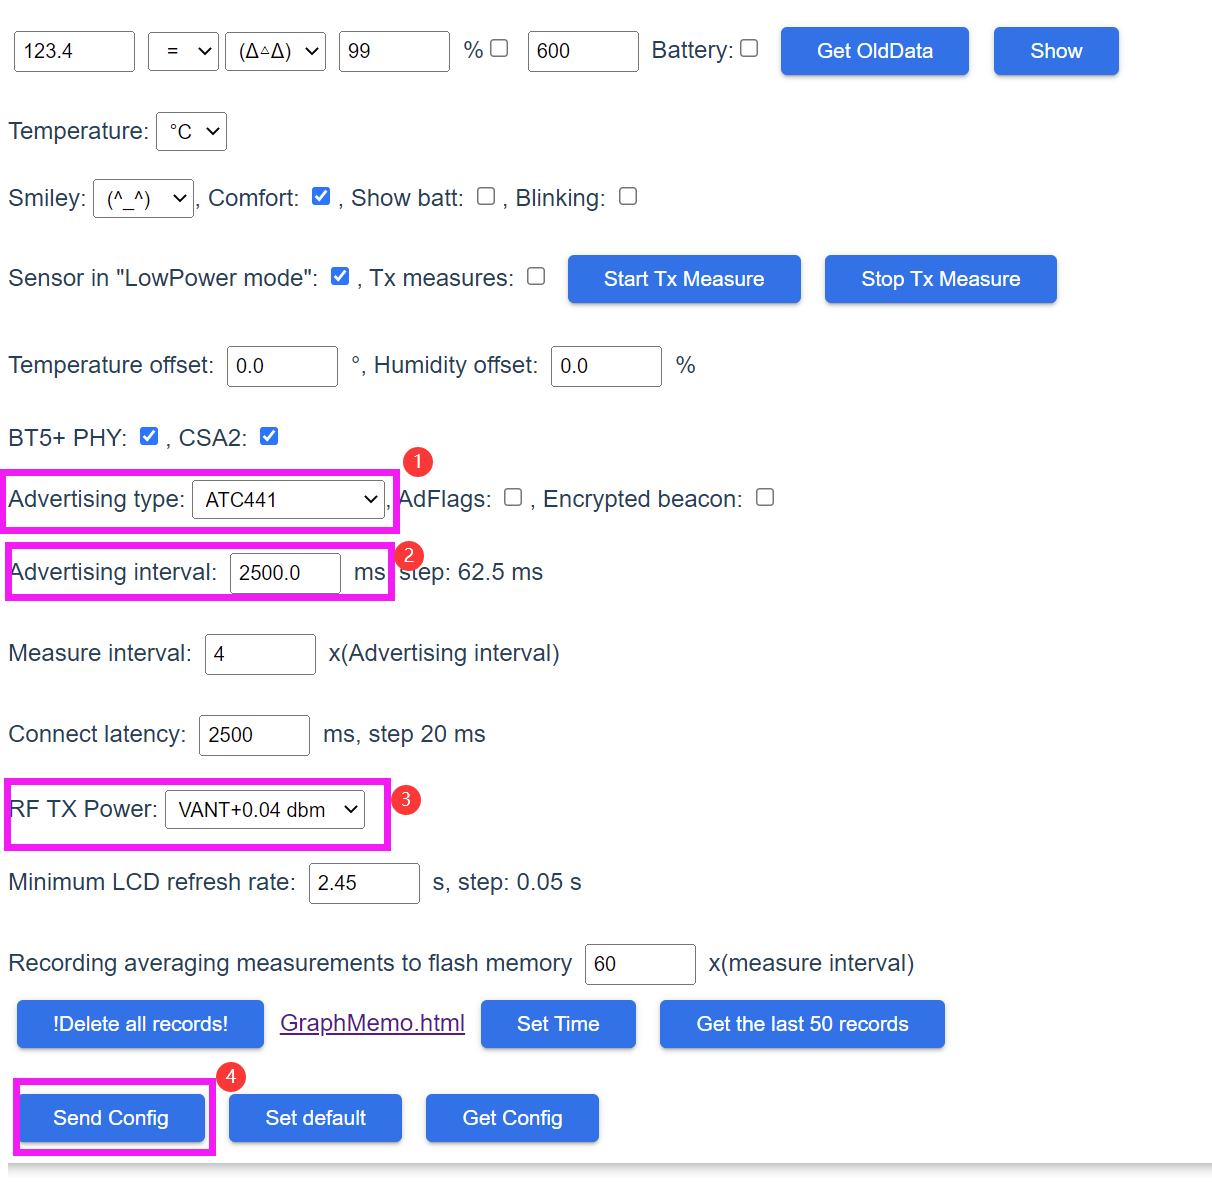 123.4 = (Δ△Δ) 99 % 600 Battery: Get OldData Show
Temperature: °C
Smiley: (^_^) , Comfort: , Show batt: , Blinking:
Sensor in "LowPower mode": , Tx measures: Start Tx Measure Stop Tx Measure
Temperature offset: 0.0 °, Humidity offset: 0.0 %
BT5+ PHY: , CSA2:
1
Advertising type: ATC441 , AdFlags: , Encrypted beacon:
2
Advertising interval: 2500.0 ms, step: 62.5 ms
Measure interval: 4 x(Advertising interval)
Connect latency: 2500 ms, step 20 ms
RF TX Power: VANT+0.04 dbm 3
Minimum LCD refresh rate: 2.45 s, step: 0.05 s
Recording averaging measurements to flash memory 60 x(measure interval)
!Delete all records! GraphMemo.html Set Time Get the last 50 records
4
Send Config Set default Get Config